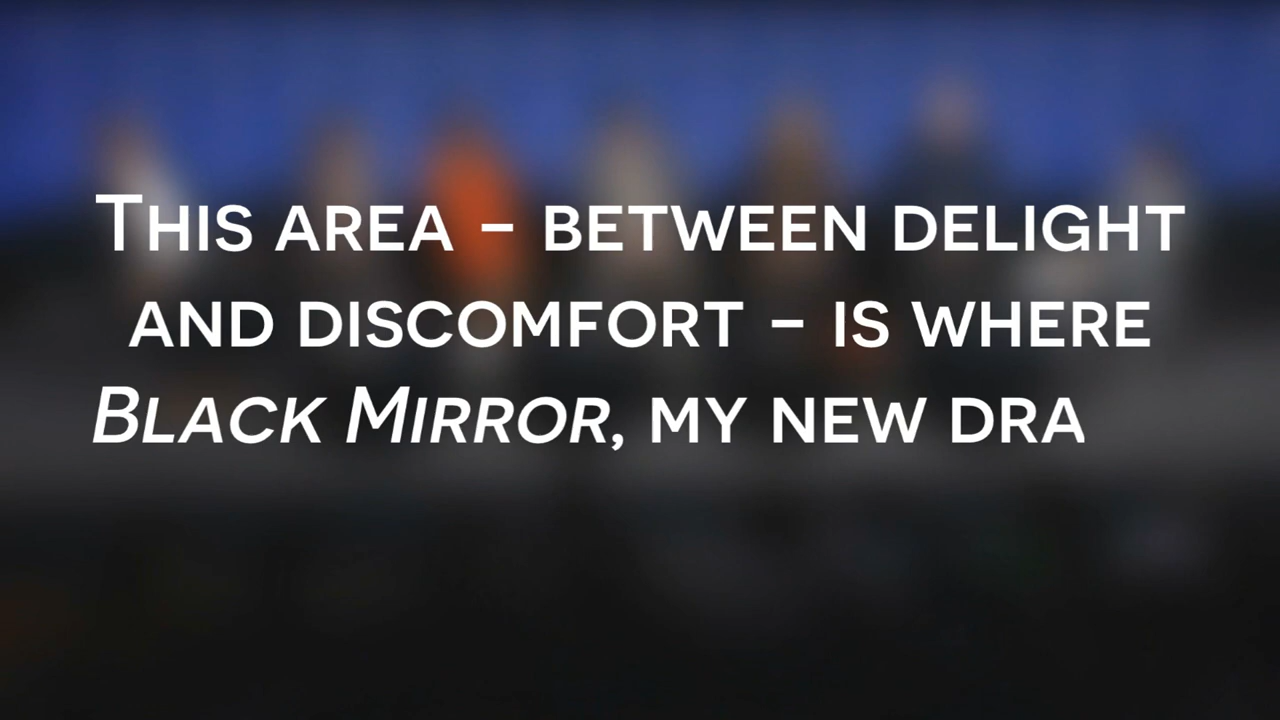 This area – between delight
and discomfort – is where
Black Mirror, my new dra